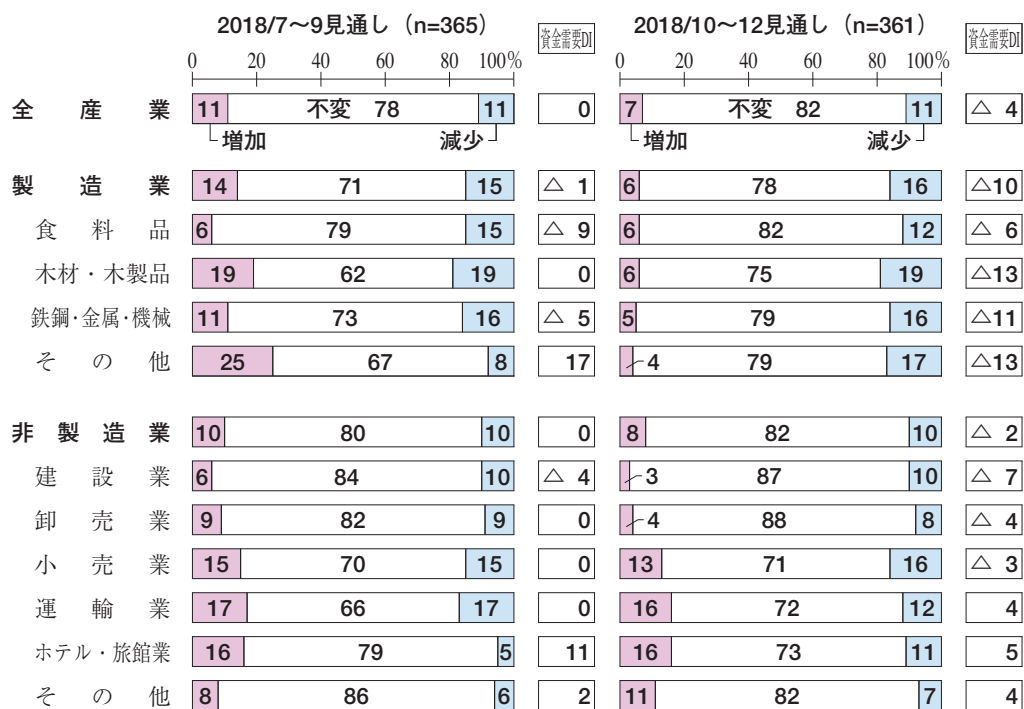 2018/7～9見通し（n=365） 資金需要DI 2018/10～12見通し（n=361） 資金需要DI
0 20 40 60 80 100% 0 20 40 60 80 100%
全産業 11 不変 78 11 0 7 不変 82 11 △ 4
増加 減少 増加 減少
製造業 14 71 15 △ 1 6 78 16 △10
食料品 6 79 15 △ 9 6 82 12 △ 6
木材・木製品 19 62 19 0 6 75 19 △13
鉄鋼・金属・機械 11 73 16 △ 5 5 79 16 △11
その他 25 67 8 17 4 79 17 △13
非製造業 10 80 10 0 8 82 10 △ 2
建設業 6 84 10 △ 4 3 87 10 △ 7
卸売業 9 82 9 0 4 88 8 △ 4
小売業 15 70 15 0 13 71 16 △ 3
運輸業 17 66 17 0 16 72 12 4
ホテル・旅館業 16 79 5 11 16 73 11 5
その他 8 86 6 2 11 82 7 4